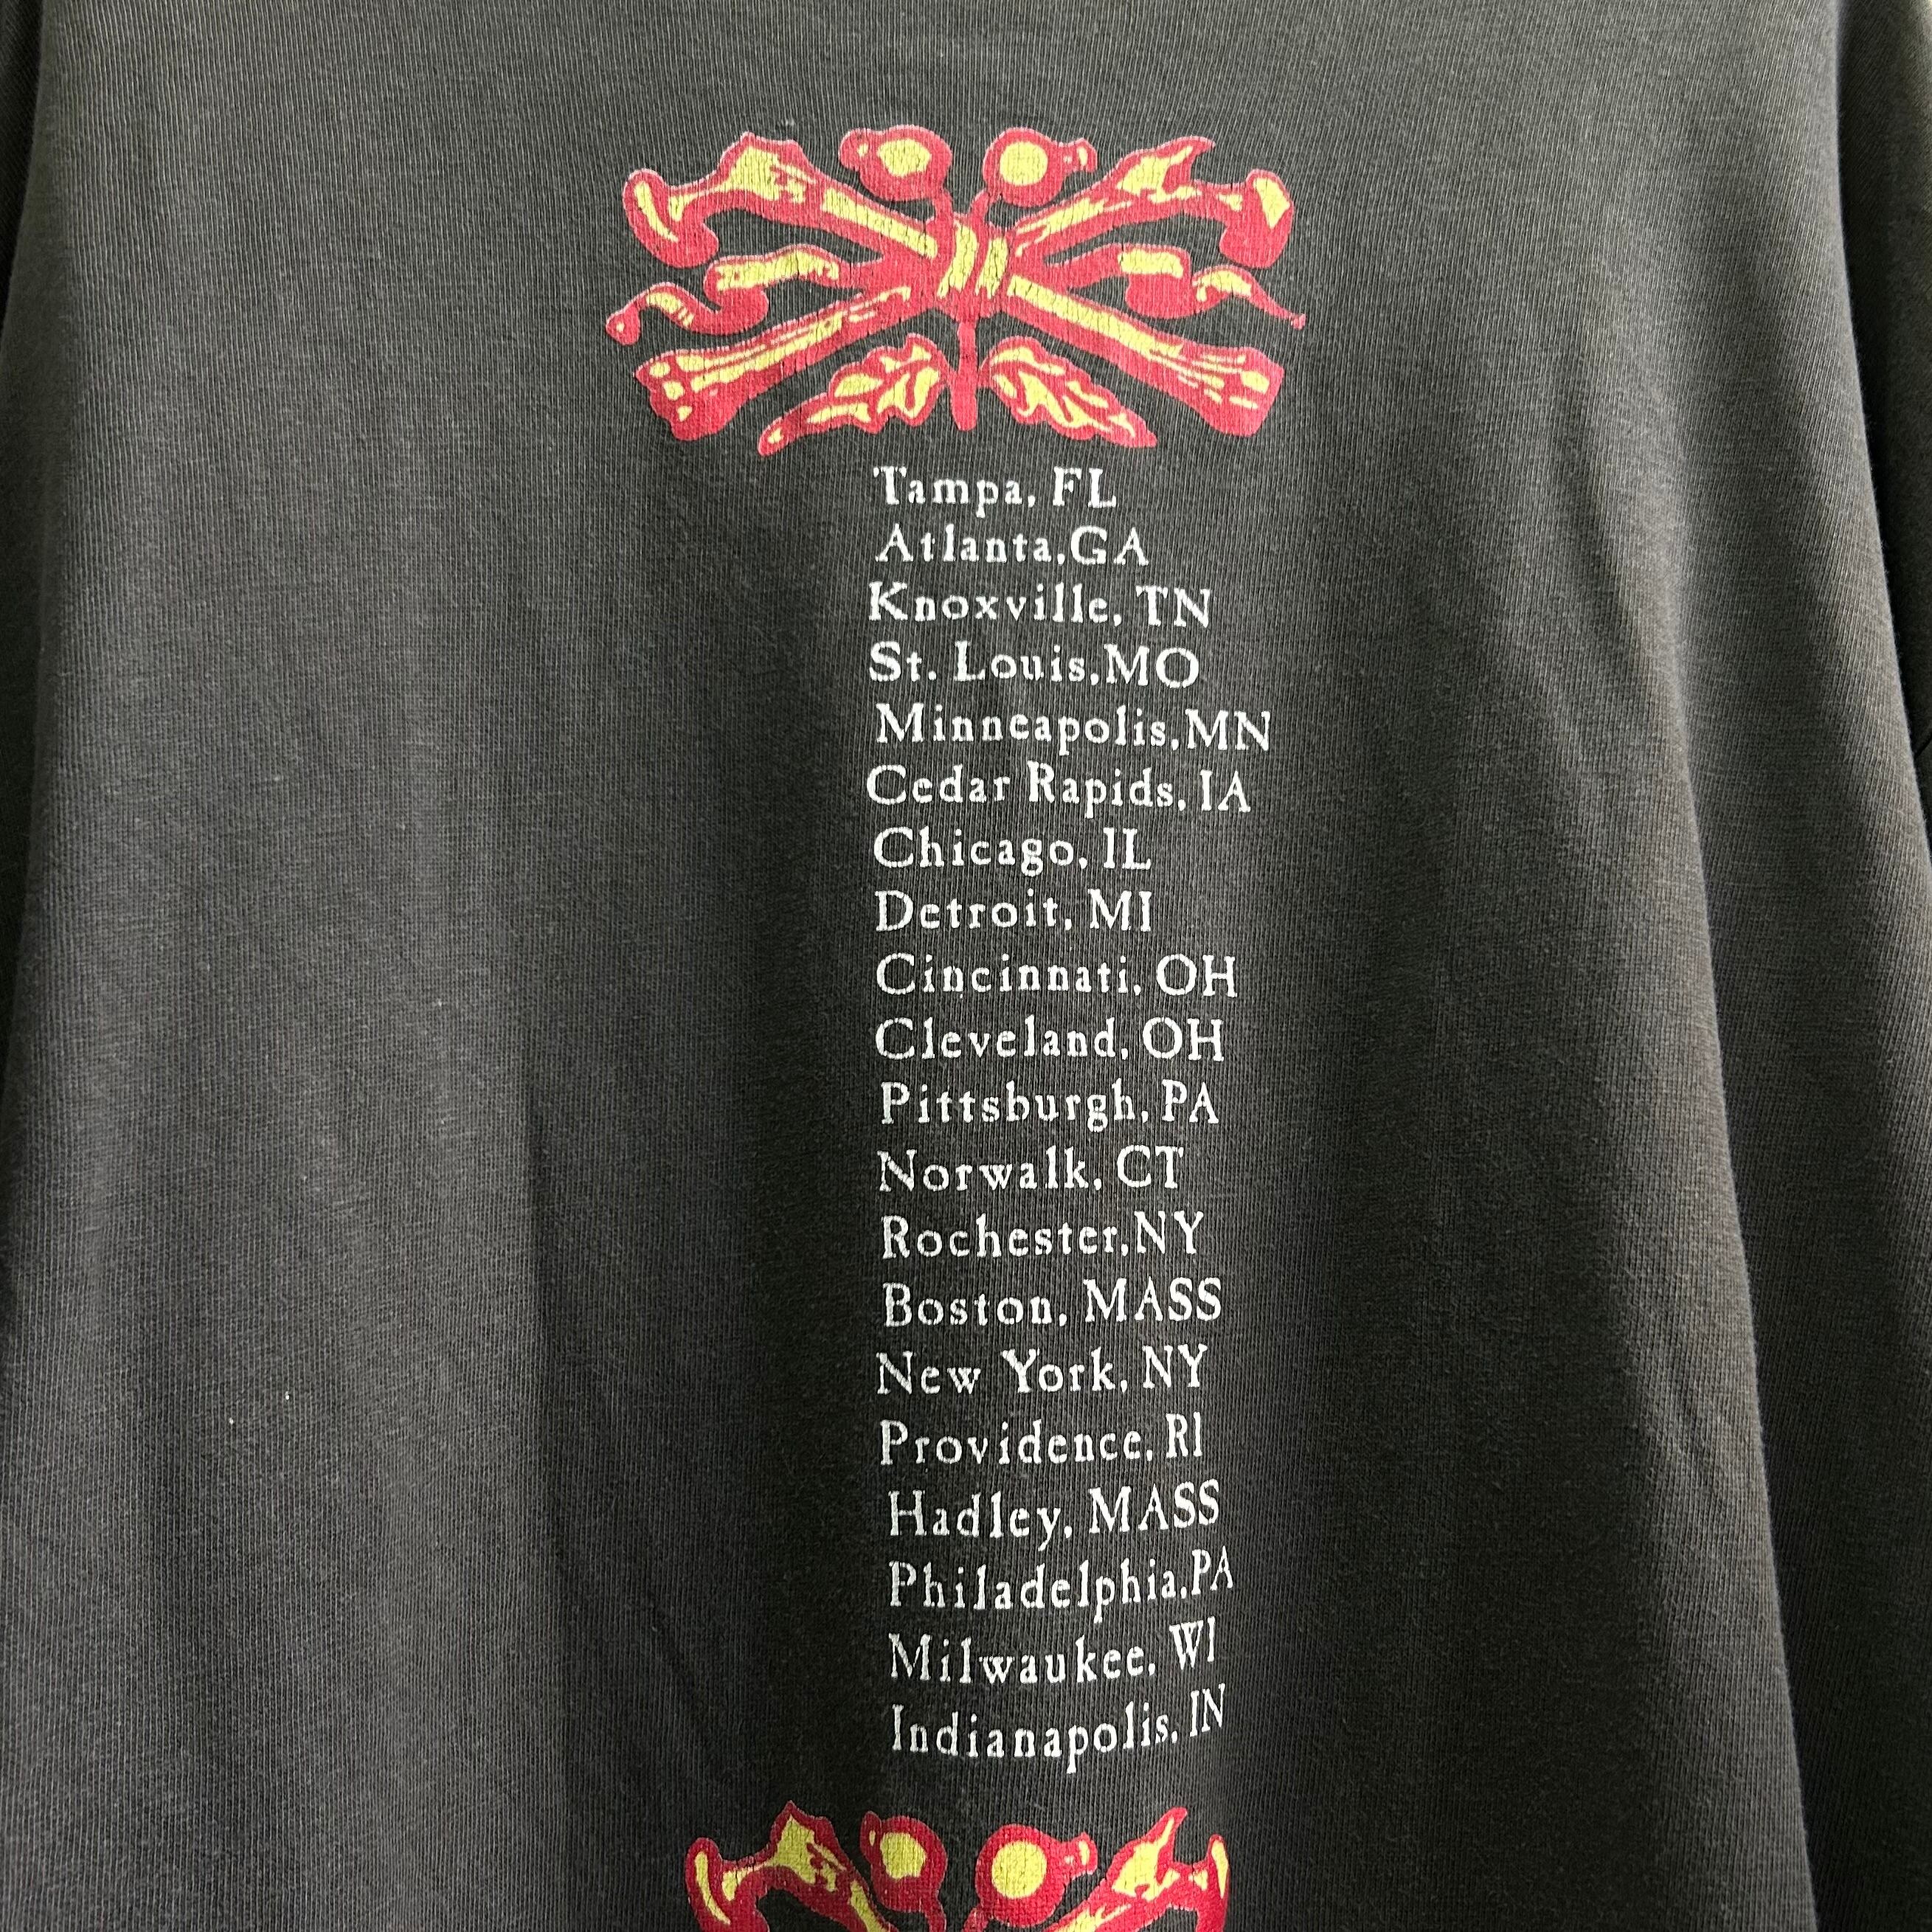 Tampa, FL
Atlanta, GA
Knoxville, TN
St. Louis, MO
Minneapolis, MN
Cedar Rapids, IA
Chicago, IL
Detroit, MI
Cincinnati, OH
Cleveland, OH
Pittsburgh, PA
Norwalk, CT
Rochester, NY
Boston, MASS
New York, NY
Providence, RI
Hadley, MASS
Philadelphia, PA
Milwaukee, WI
Indianapolis, IN